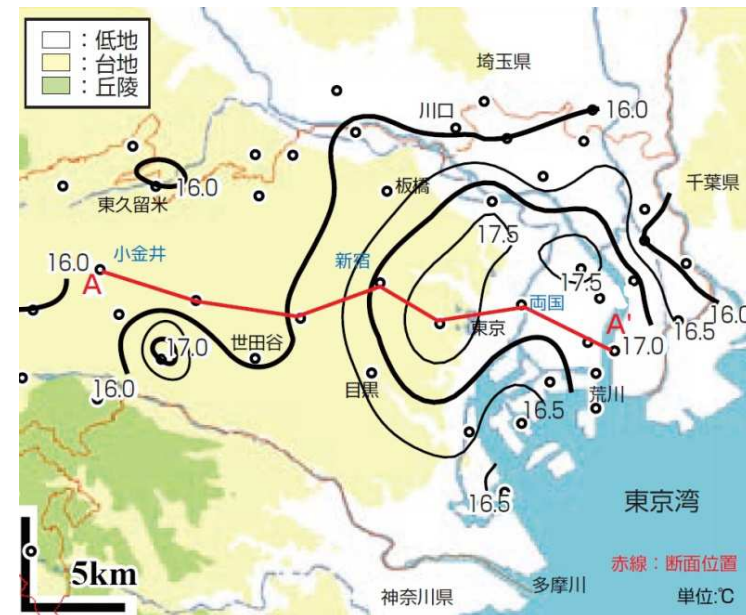 ：低地
：台地
：丘陵
埼玉県
川口
16.0
千葉県
板橋
東久留米
16.0
小金井
17.5
新宿
16.0
A
17.5
両国
東京
A'
16.0
16.5
17.0
世田谷
17.0
16.0
目黒
16.5
荒川
16.5
東京湾
赤線：断面位置
5km
多摩川
神奈川県
単位:℃